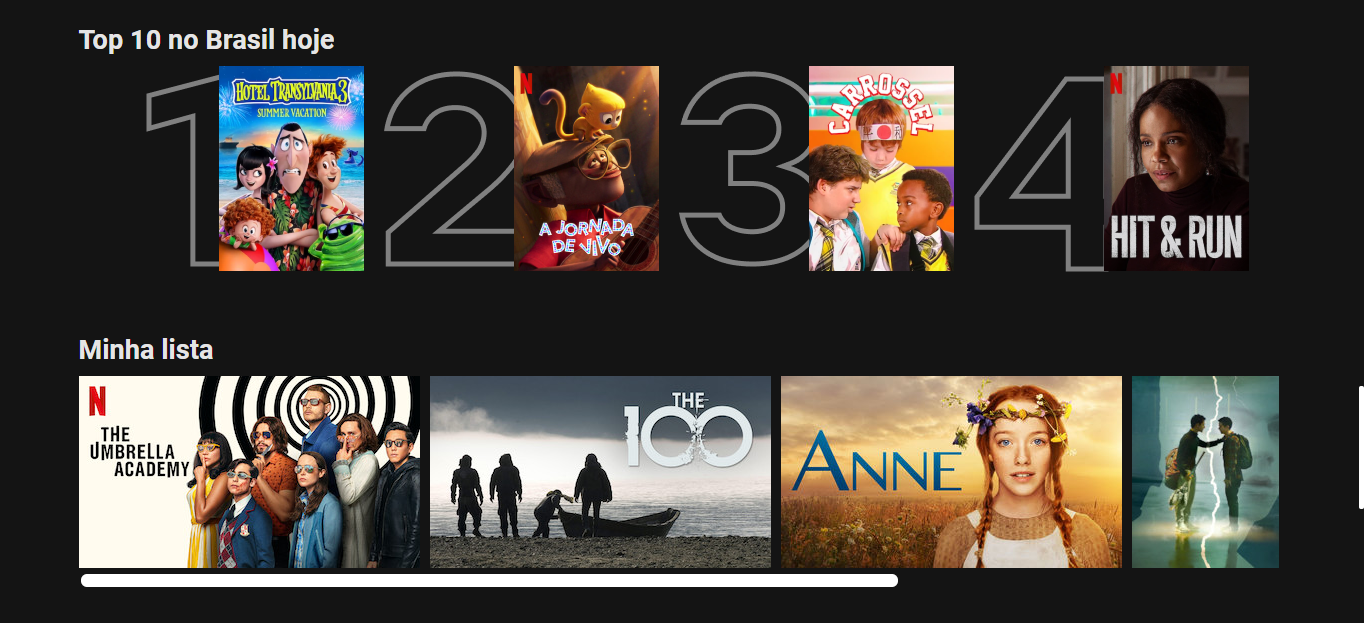 Top 10 no Brasil hoje
1
HOTEL TRANSYLVANIA 3
SUMMER VACATION
2
N
A JORNADA
DE VIVO
3
CARROSSEL
4
N
HIT & RUN
Minha lista
N
THE
UMBRELLA
ACADEMY
THE
100
ANNE